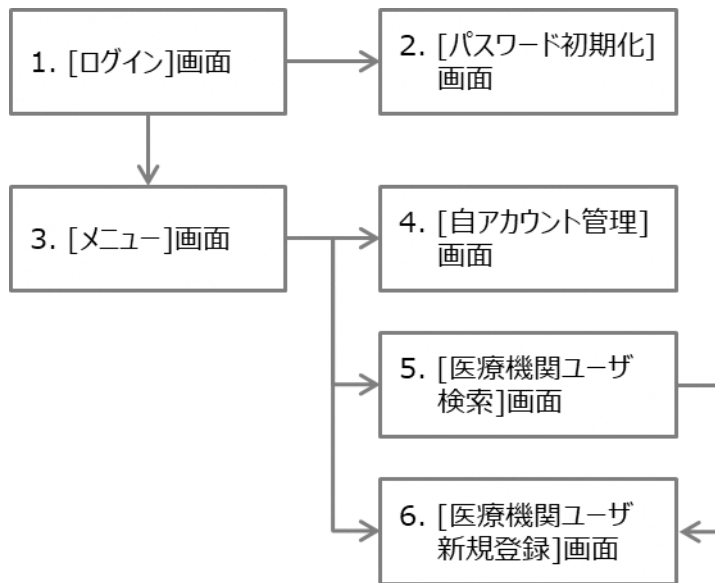 1. [ログイン]画面
2. [パスワード初期化]
画面
3. [メニュー]画面
4. [自アカウント管理]
画面
5. [医療機関ユーザ
検索]画面
6. [医療機関ユーザ
新規登録]画面